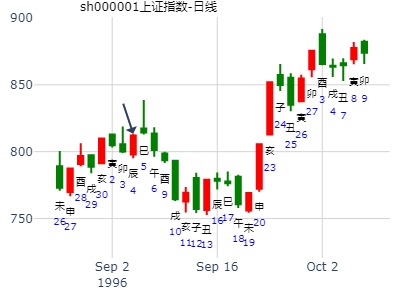 sh000001上证指数-日线
900
850
800
750
未 26
申 27
酉 28
戌 29
亥 30
寅 2
卯 3
辰 4
巳 5
午 6
酉 9
戌 10
亥 11
子 12
丑 13
辰 16
巳 17
午 18
未 19
申 20
亥 23
子 24
丑 25
寅 26
卯 27
酉 3
戌 4
丑 7
寅 8
卯 9
Sep 2
1996
Sep 16
Oct 2